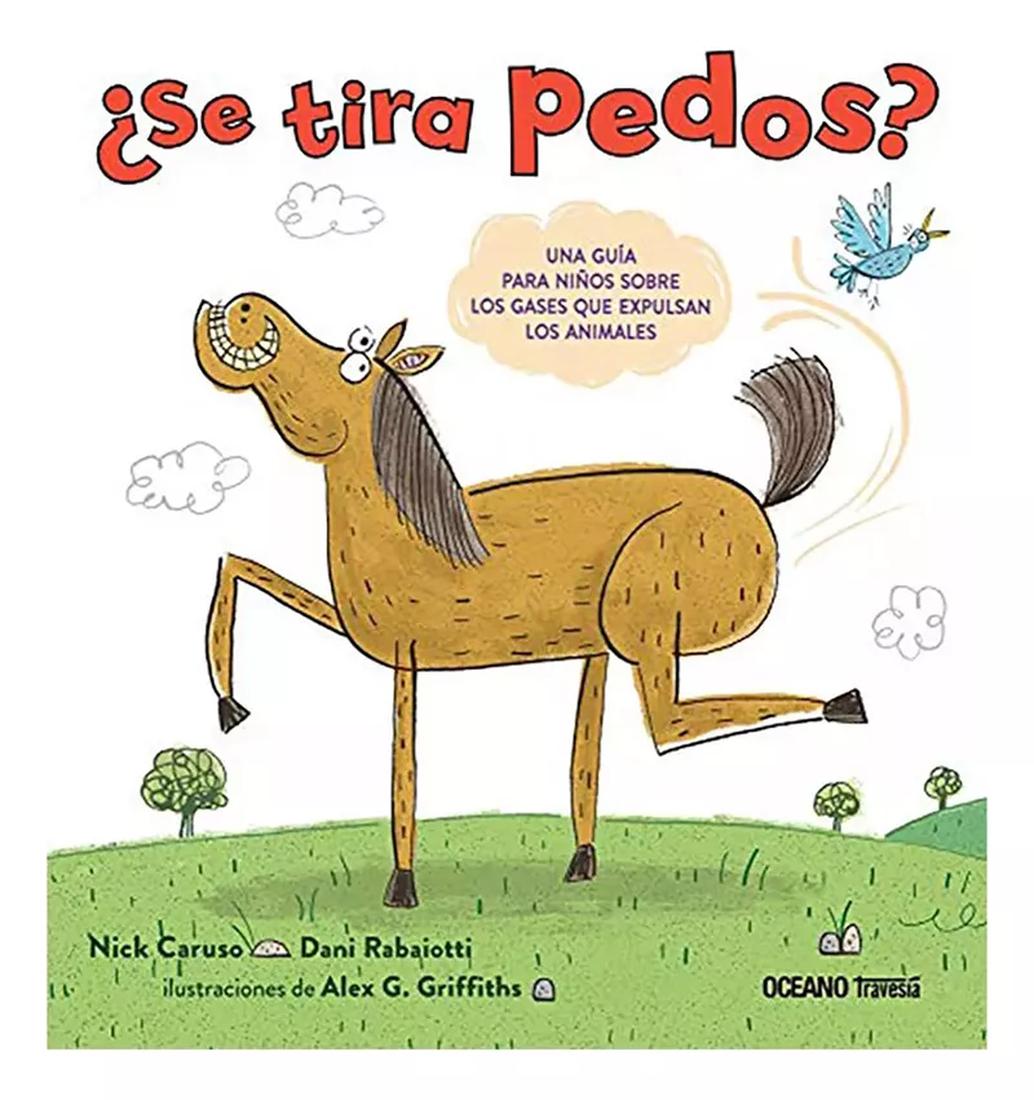 ¿Se tira pedos?
UNA GUÍA
PARA NIÑOS SOBRE
LOS GASES QUE EXPULSAN
LOS ANIMALES
Nick Caruso Dani Rabaiotti
ilustraciones de Alex G. Griffiths
OCEANO Travesía